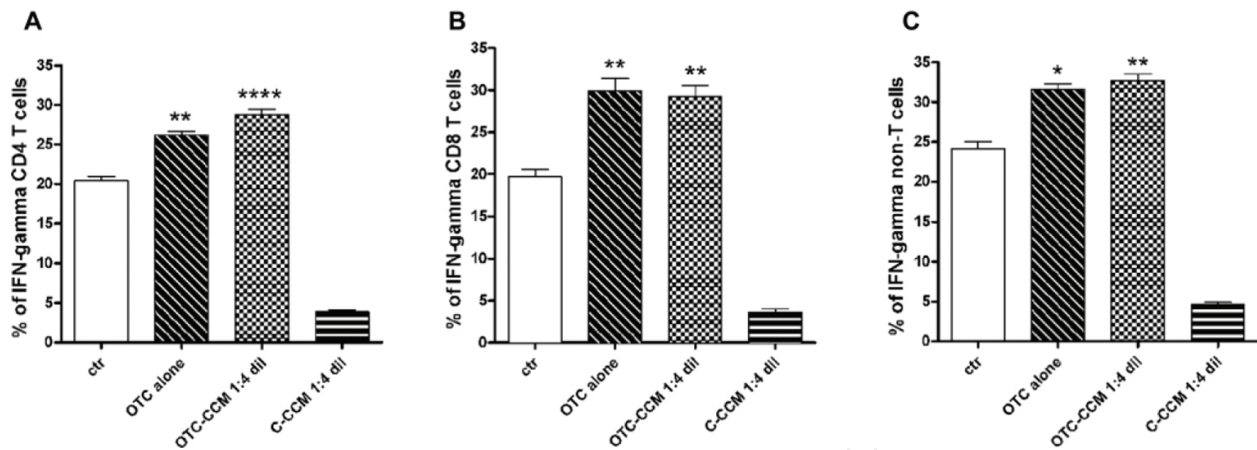 A
% of IFN-gamma CD4 T cells
35
30
25
20
15
10
5
0
**
****
ctr
OTC alone
OTC-CCM 1:4 dil
C-CCM 1:4 dil
B
% of IFN-gamma CD8 T cells
35
30
25
20
15
10
5
0
**
**
ctr
OTC alone
OTC-CCM 1:4 dil
C-CCM 1:4 dil
C
% of IFN-gamma non-T cells
35
30
25
20
15
10
5
0
*
**
ctr
OTC alone
OTC-CCM 1:4 dil
C-CCM 1:4 dil